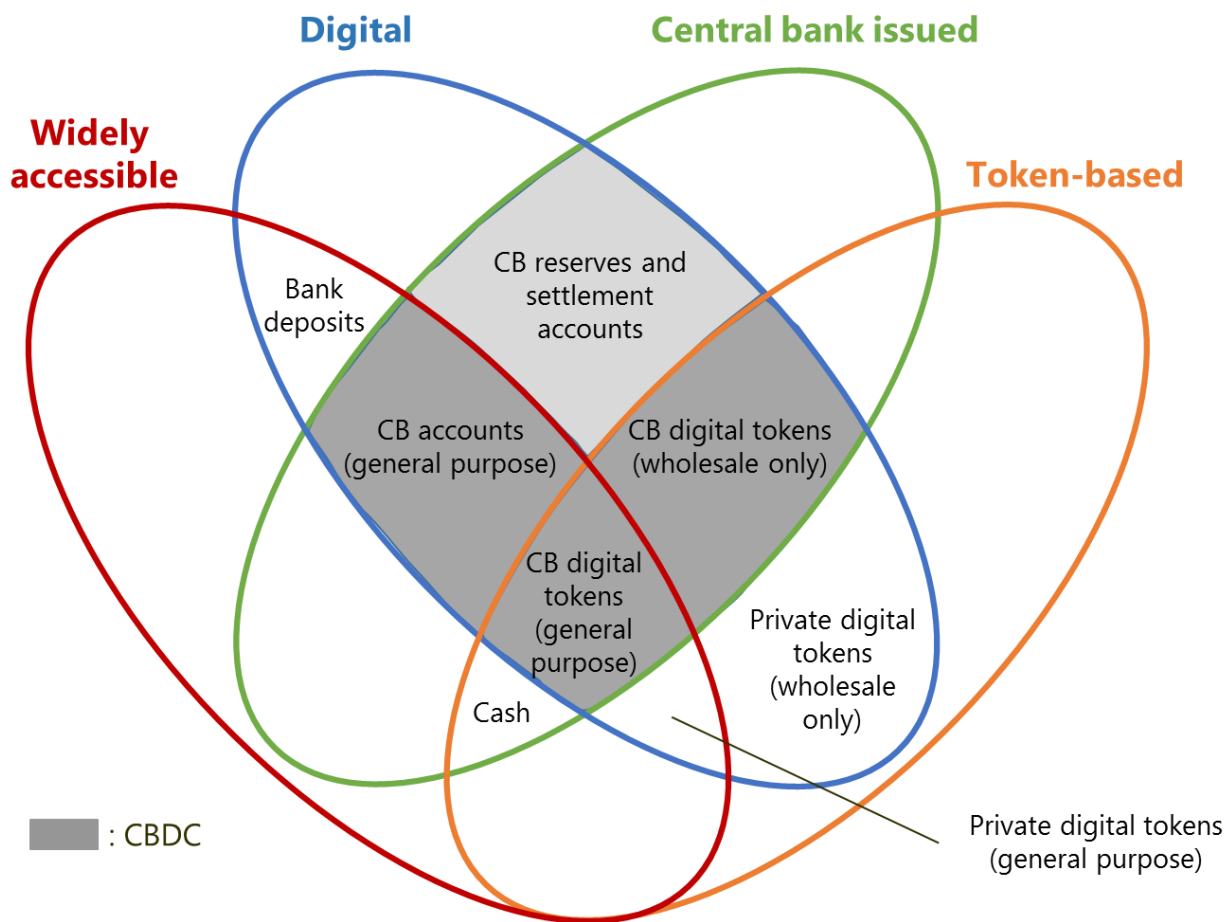 Digital
Central bank issued
Widely
accessible
Token-based
CB reserves and
settlement
accounts
Bank
deposits
CB accounts
(general purpose)
CB digital tokens
(wholesale only)
CB digital
tokens
(general
purpose)
Private digital
tokens
(wholesale
only)
Cash
: CBDC
Private digital tokens
(general purpose)